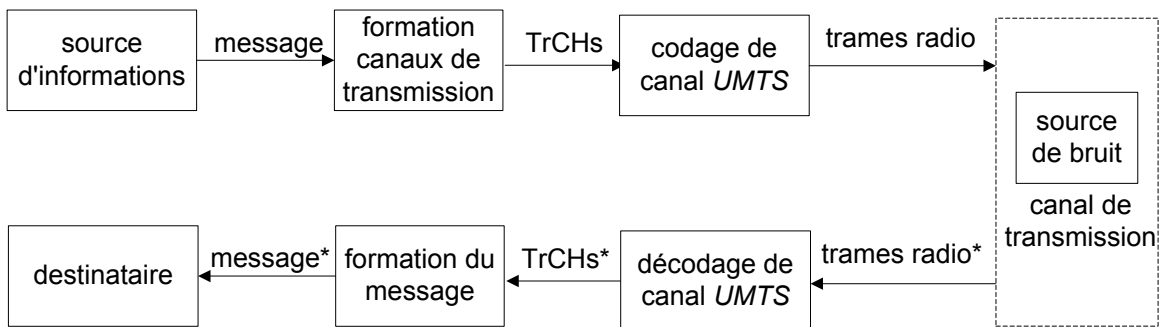 source
d'informations
message
formation
canaux de
transmission
TrCHs
codage de
canal UMTS
trames radio
source
de bruit
canal de
transmission
destinataire
message*
formation du
message
TrCHs*
décodage de
canal UMTS
trames radio*